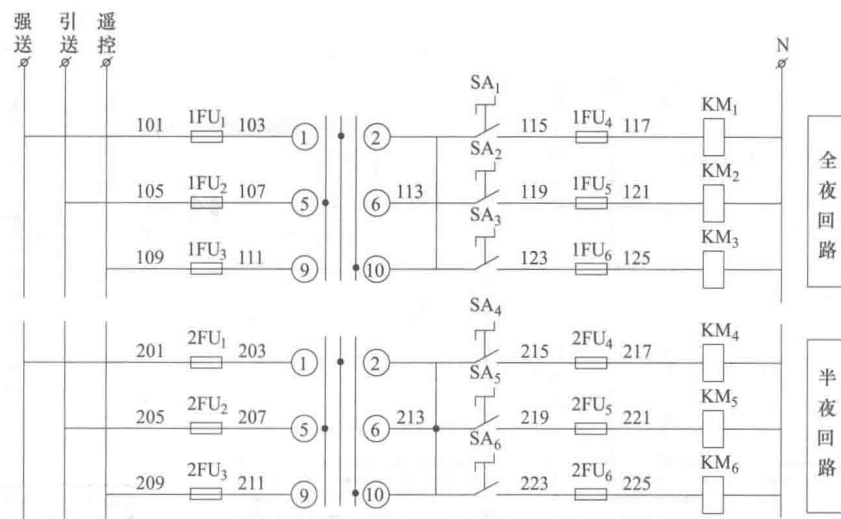 强送 引送 遥控 N
SA₁
101 1FU₁ 103 ① ② 115 1FU₄ 117 KM₁
SA₂
105 1FU₂ 107 ⑤ ⑥ 113 119 1FU₅ 121 KM₂
SA₃
109 1FU₃ 111 ⑨ ⑩ 123 1FU₆ 125 KM₃
全夜回路
SA₄
201 2FU₁ 203 ① ② 215 2FU₄ 217 KM₄
SA₅
205 2FU₂ 207 ⑤ ⑥ 213 219 2FU₅ 221 KM₅
SA₆
209 2FU₃ 211 ⑨ ⑩ 223 2FU₆ 225 KM₆
半夜回路